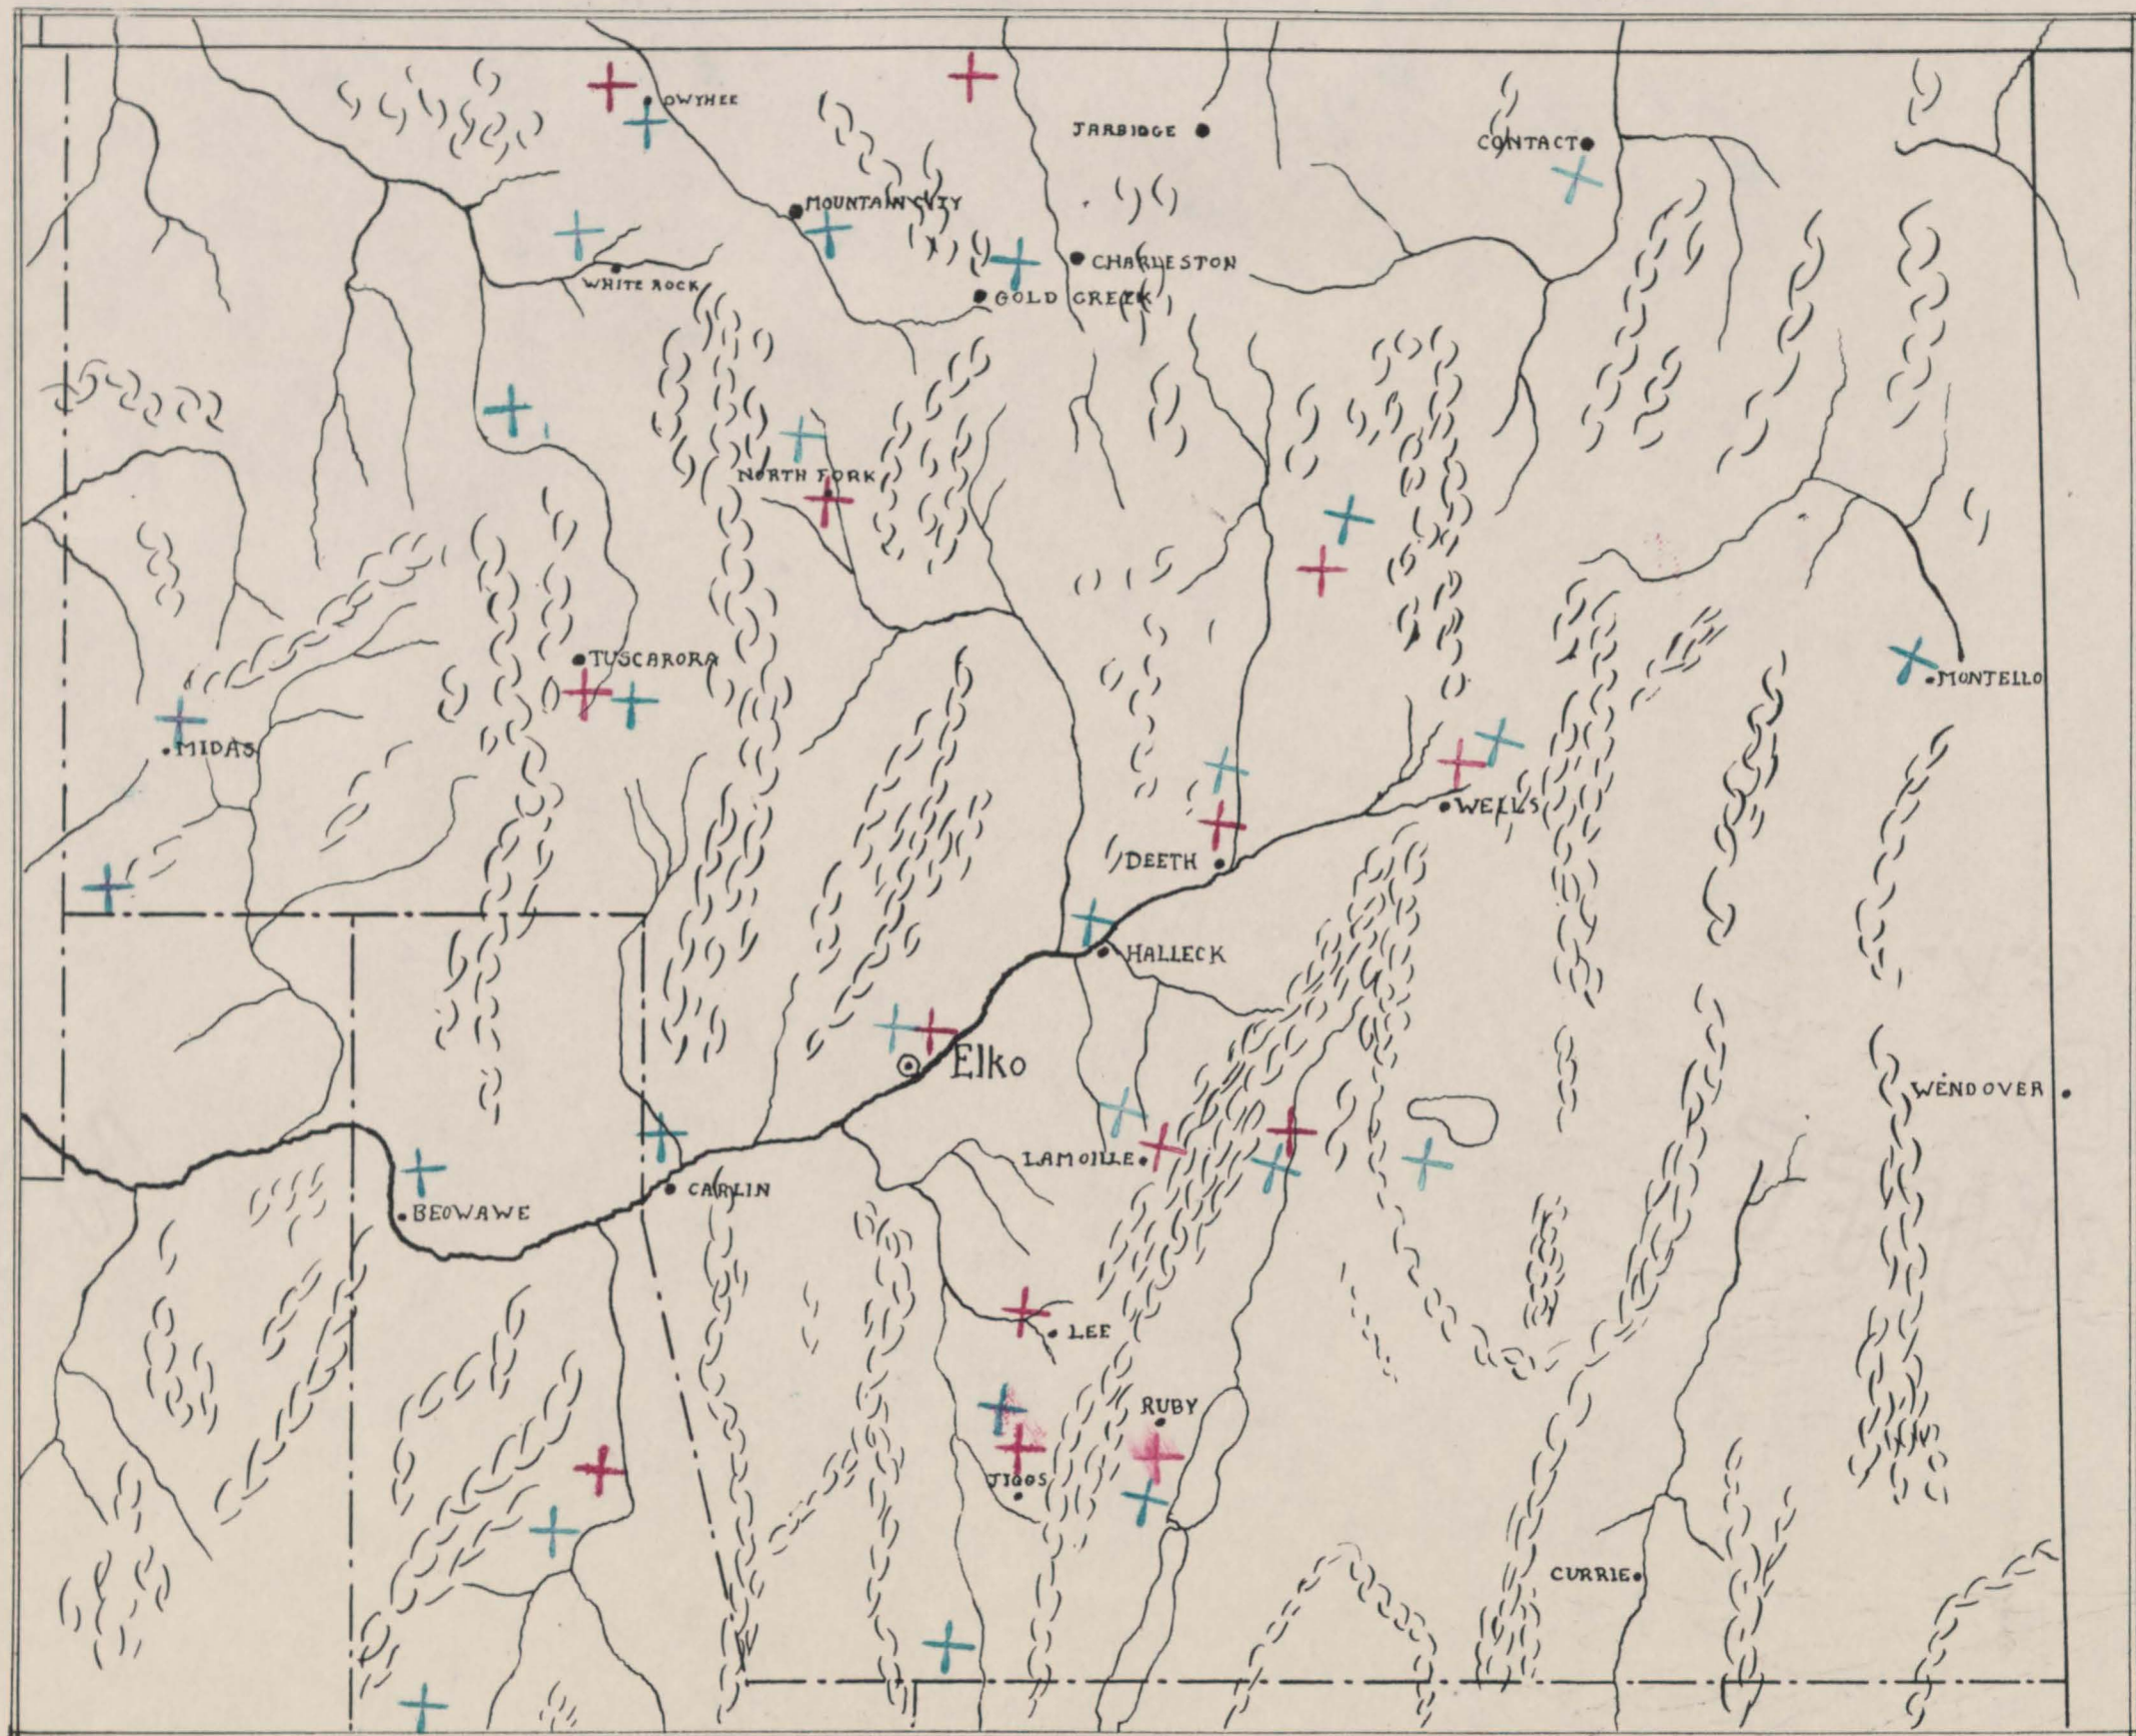 OWYHEE
JARBIDGE
CONTACT
MOUNTAIN CITY
CHARLESTON
WHITE ROCK
GOLD CREEK
NORTH FORK
TUSCARORA
MONTELLO
MIDAS
WELLS
DEETH
HALLECK
Elko
WENDOVER
LAMOILLE
CARLIN
BEOWAWE
LEE
RUBY
JIGGS
CURRIE